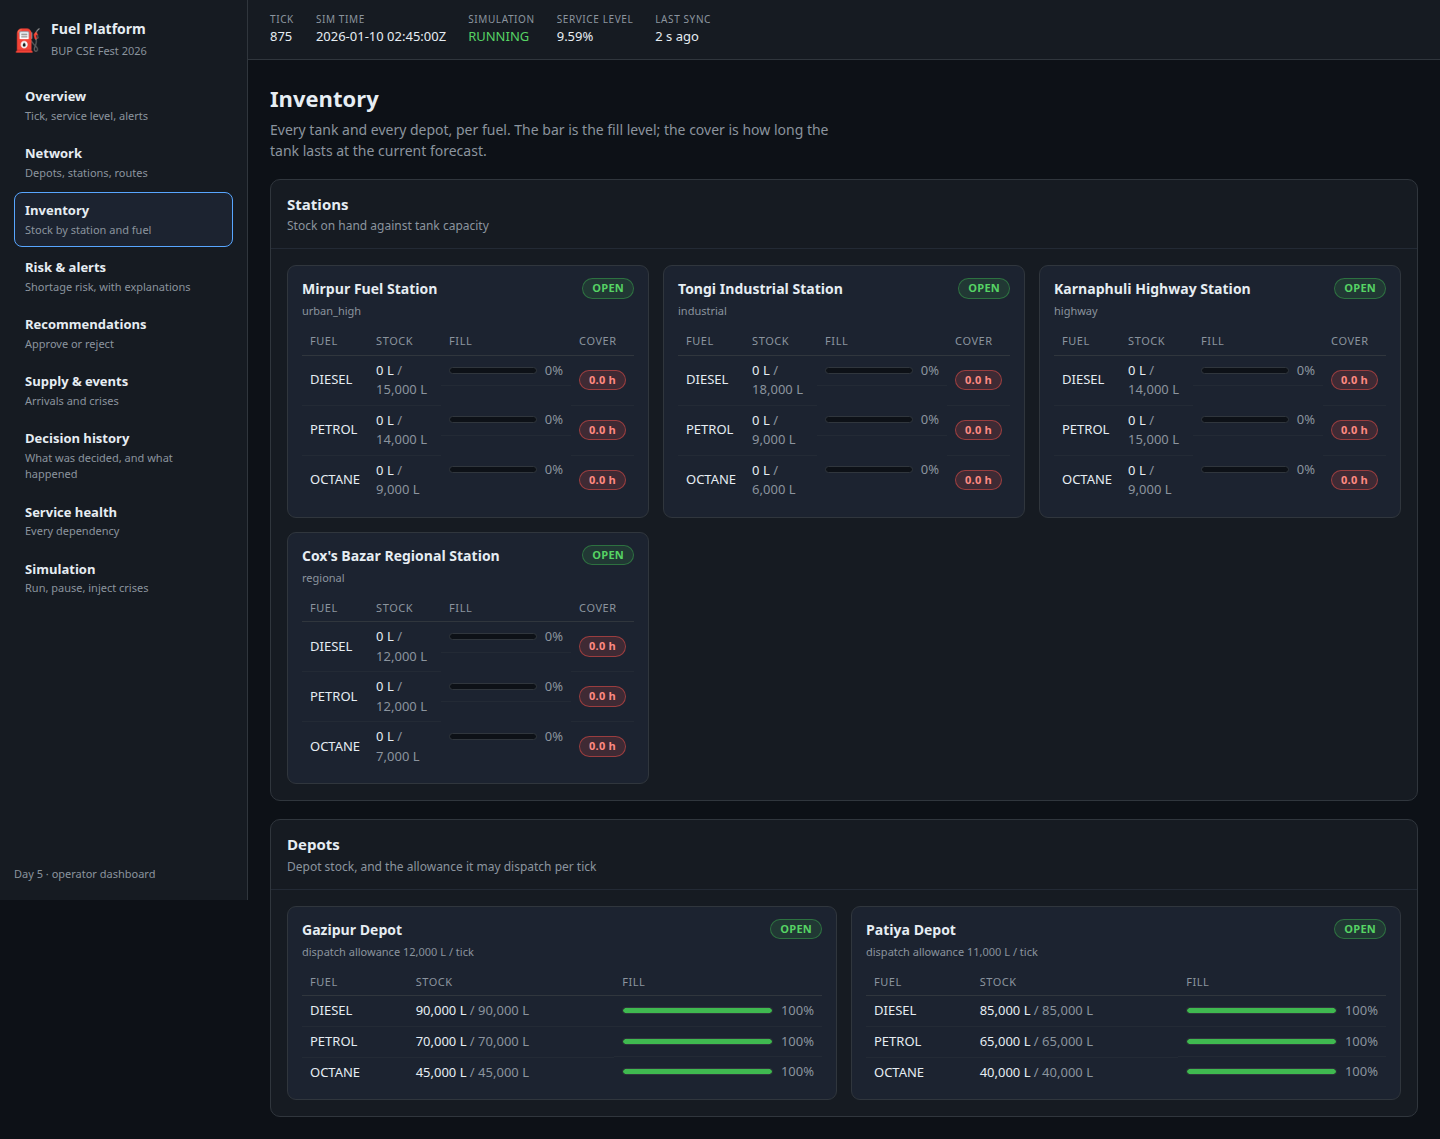 Fuel Platform
BUP CSE Fest 2026
Overview
Tick, service level, alerts
Network
Depots, stations, routes
Inventory
Stock by station and fuel
Risk & alerts
Shortage risk, with explanations
Recommendations
Approve or reject
Supply & events
Arrivals and crises
Decision history
What was decided, and what
happened
Service health
Every dependency
Simulation
Run, pause, inject crises
Day 5 · operator dashboard
TICK SIM TIME SIMULATION SERVICE LEVEL LAST SYNC
875 2026-01-10 02:45:00Z RUNNING 9.59% 2 s ago
Inventory
Every tank and every depot, per fuel. The bar is the fill level; the cover is how long the
tank lasts at the current forecast.
Stations
Stock on hand against tank capacity
Mirpur Fuel Station OPEN
urban_high
FUEL STOCK FILL COVER
DIESEL 0 L / 15,000 L 0% 0.0 h
PETROL 0 L / 14,000 L 0% 0.0 h
OCTANE 0 L / 9,000 L 0% 0.0 h
Tongi Industrial Station OPEN
industrial
FUEL STOCK FILL COVER
DIESEL 0 L / 18,000 L 0% 0.0 h
PETROL 0 L / 9,000 L 0% 0.0 h
OCTANE 0 L / 6,000 L 0% 0.0 h
Karnaphuli Highway Station OPEN
highway
FUEL STOCK FILL COVER
DIESEL 0 L / 14,000 L 0% 0.0 h
PETROL 0 L / 15,000 L 0% 0.0 h
OCTANE 0 L / 9,000 L 0% 0.0 h
Cox's Bazar Regional Station OPEN
regional
FUEL STOCK FILL COVER
DIESEL 0 L / 12,000 L 0% 0.0 h
PETROL 0 L / 12,000 L 0% 0.0 h
OCTANE 0 L / 7,000 L 0% 0.0 h
Depots
Depot stock, and the allowance it may dispatch per tick
Gazipur Depot OPEN
dispatch allowance 12,000 L / tick
FUEL STOCK FILL
DIESEL 90,000 L / 90,000 L 100%
PETROL 70,000 L / 70,000 L 100%
OCTANE 45,000 L / 45,000 L 100%
Patiya Depot OPEN
dispatch allowance 11,000 L / tick
FUEL STOCK FILL
DIESEL 85,000 L / 85,000 L 100%
PETROL 65,000 L / 65,000 L 100%
OCTANE 40,000 L / 40,000 L 100%